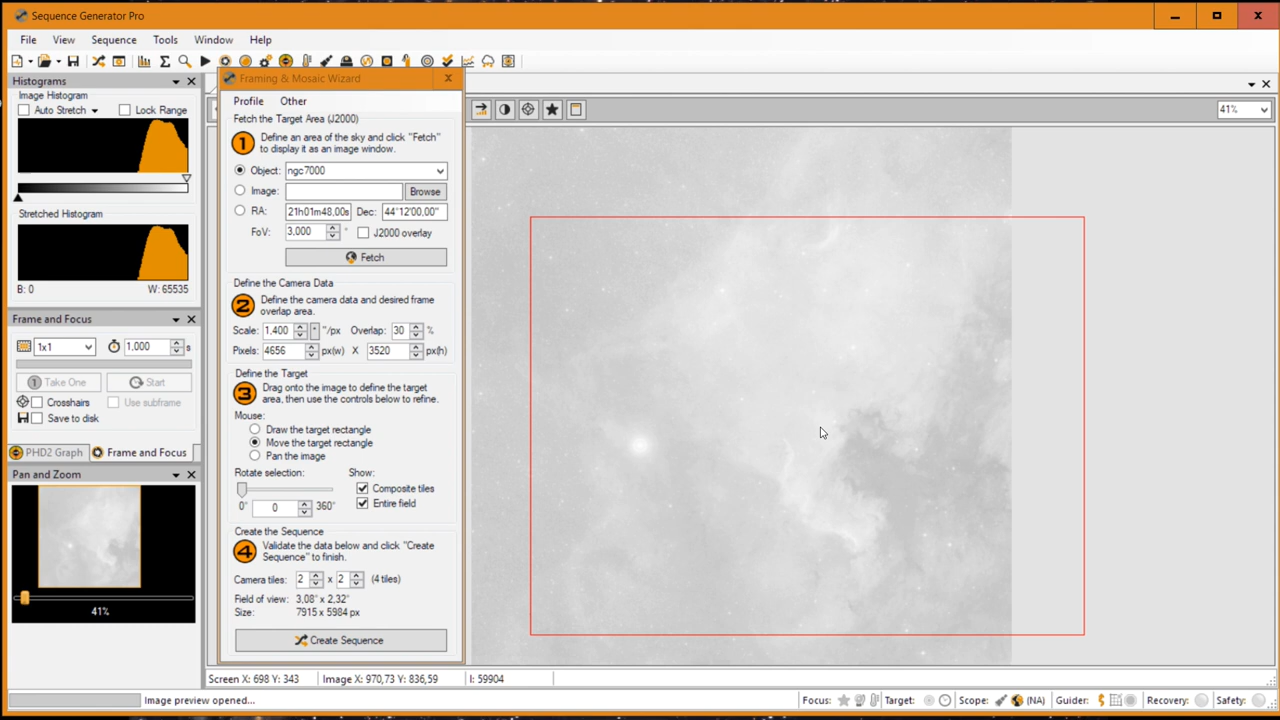 Sequence Generator Pro
File View Sequence Tools Window Help
Histograms
Image Histogram
Auto Stretch Lock Range
Stretched Histogram
B: 0 W: 65535
Frame and Focus
1x1 1.000 s
Take One Start
Crosshairs Use subframe
Save to disk
PHD2 Graph Frame and Focus
Pan and Zoom
41%
Framing & Mosaic Wizard
Profile Other
Fetch the Target Area (J2000)
1 Define an area of the sky and click "Fetch"
to display it as an image window.
Object: ngc7000
Image: Browse
RA: 21h01m48,00s Dec: 44°12'00,00"
FoV: 3,000 ° J2000 overlay
Fetch
Define the Camera Data
2 Define the camera data and desired frame
overlap area.
Scale: 1,400 " "/px Overlap: 30 %
Pixels: 4656 px(w) X 3520 px(h)
Define the Target
3 Drag onto the image to define the target
area, then use the controls below to refine.
Mouse:
Draw the target rectangle
Move the target rectangle
Pan the image
Rotate selection: Show:
Composite tiles
0° 0 360° Entire field
Create the Sequence
4 Validate the data below and click "Create
Sequence" to finish.
Camera tiles: 2 x 2 (4 tiles)
Field of view: 3,08° x 2,32°
Size: 7915 x 5984 px
Create Sequence
41%
Screen X: 698 Y: 343 Image X: 970,73 Y: 836,59 I: 59904
Image preview opened... Focus: Target: Scope: (NA) Guider: Recovery: Safety: